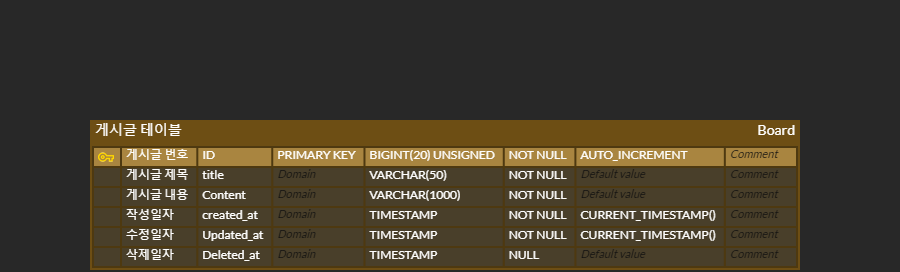 게시글 테이블 Board
게시글 번호 ID PRIMARY KEY BIGINT(20) UNSIGNED NOT NULL AUTO_INCREMENT Comment
게시글 제목 title Domain VARCHAR(50) NOT NULL Default value Comment
게시글 내용 Content Domain VARCHAR(1000) NOT NULL Default value Comment
작성일자 created_at Domain TIMESTAMP NOT NULL CURRENT_TIMESTAMP() Comment
수정일자 Updated_at Domain TIMESTAMP NOT NULL CURRENT_TIMESTAMP() Comment
삭제일자 Deleted_at Domain TIMESTAMP NULL Default value Comment